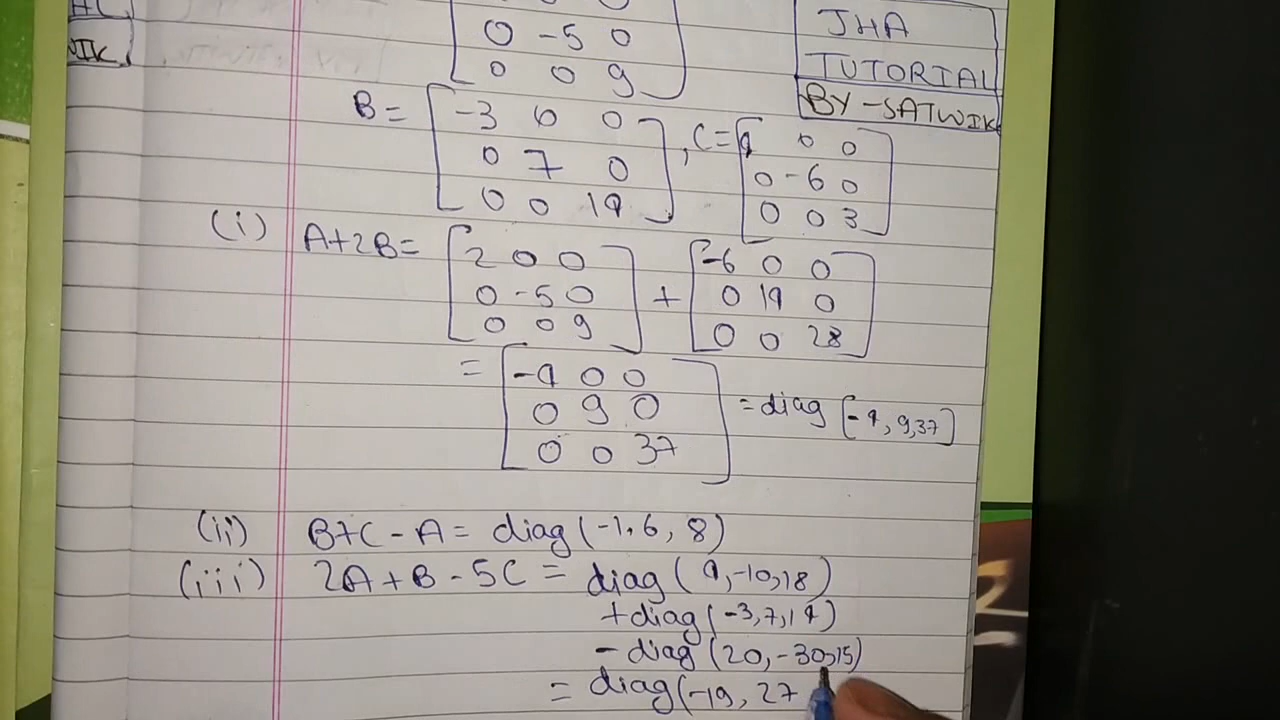 JHA
TUTORIAL
BY-SATWIK
0 -5 0
0 0 9
B= [-3 0 0
0 7 0
0 0 14] , C= [4 0 0
0 -6 0
0 0 3]
(i) A+2B= [2 0 0
0 -5 0
0 0 9] + [-6 0 0
0 14 0
0 0 28]
= [-4 0 0
0 9 0
0 0 37] = diag [-4, 9, 37]
(ii) B+C-A= diag(-1, 6, 8)
(iii) 2A+B-5C= diag(4, -10, 18)
+diag(-3, 7, 14)
- diag(20, -30, 15)
= diag(-19, 27